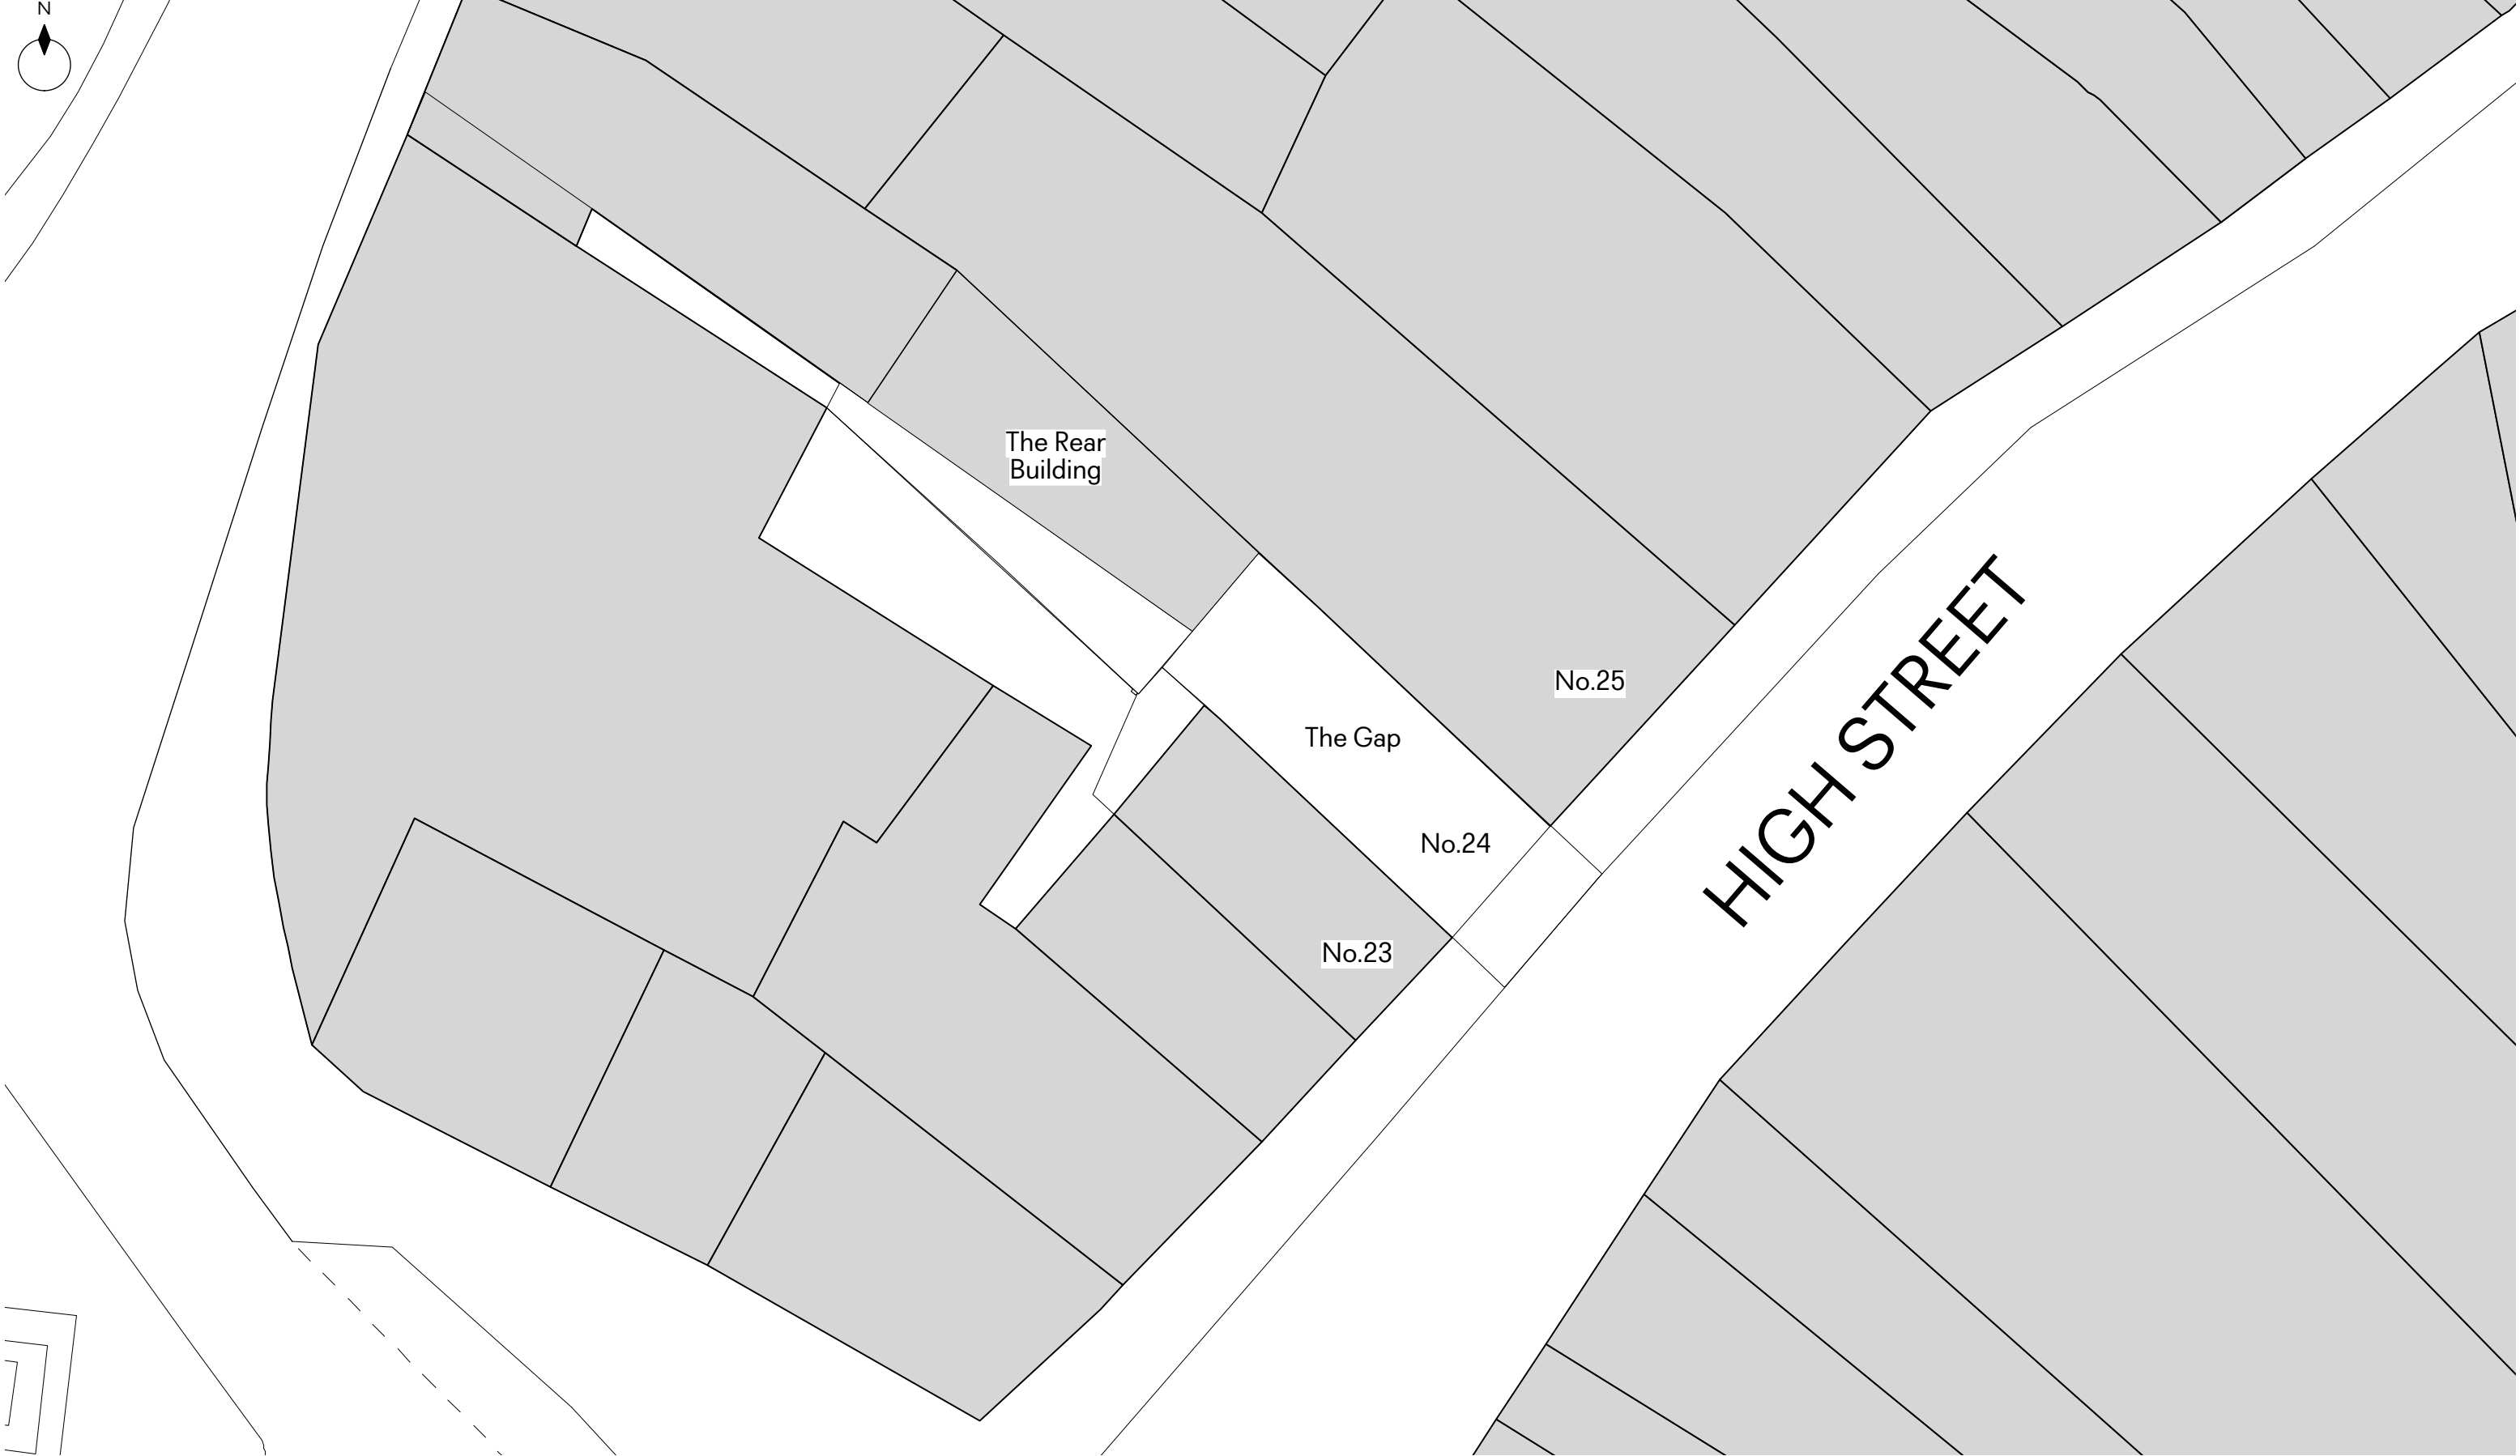 N
The Rear
Building
No.25
The Gap
No.24
No.23
HIGH STREET